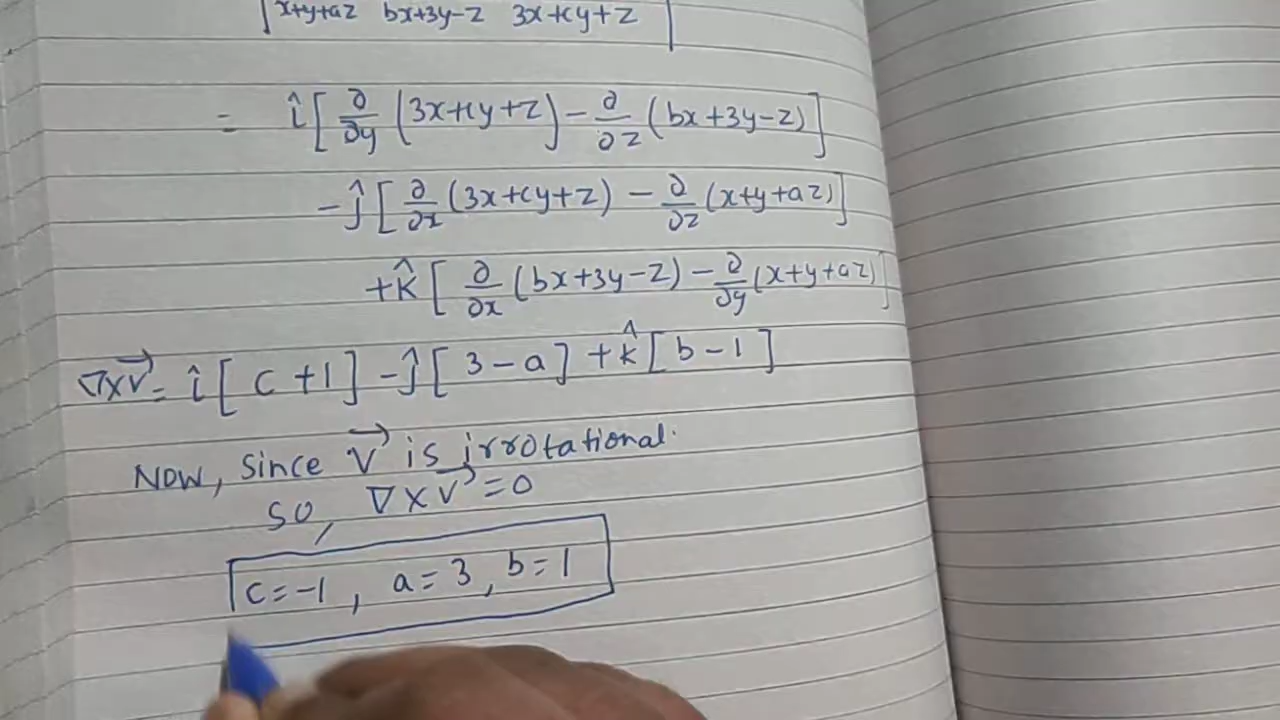 |x+y+az bx+3y-z 3x+cy+z|
= î[∂/∂y (3x+cy+z) - ∂/∂z (bx+3y-z)]
-ĵ[∂/∂x (3x+cy+z) - ∂/∂z (x+y+az)]
+k̂[∂/∂x (bx+3y-z) - ∂/∂y (x+y+az)]
∇×V⃗ = î[c+1] -ĵ[3-a] +k̂[b-1]
Now, Since V⃗ is irrotational.
So, ∇×V⃗=0
c=-1, a=3, b=1